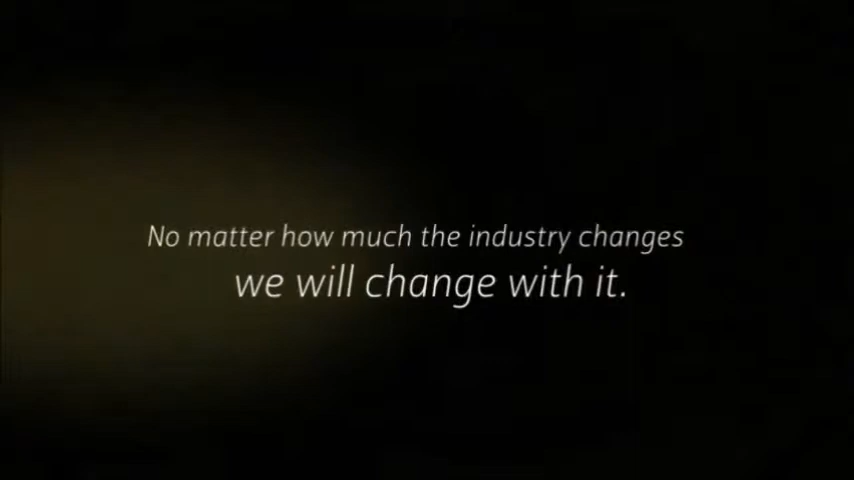 No matter how much the industry changes
we will change with it.